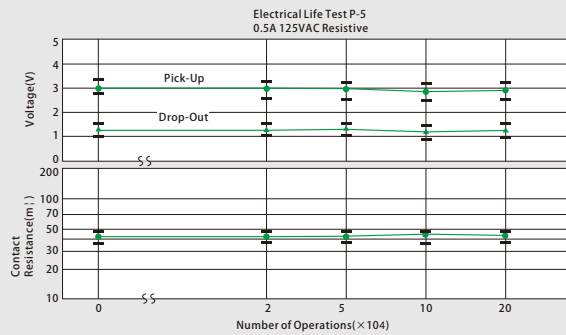 Electrical Life Test P-5
0.5A 125VAC Resistive
Voltage(V)
5
4
3
2
1
0
Pick-Up
Drop-Out
Contact
Resistance(m¦)
200
100
70
50
30
20
10
0
2
5
10
20
Number of Operations(×104)